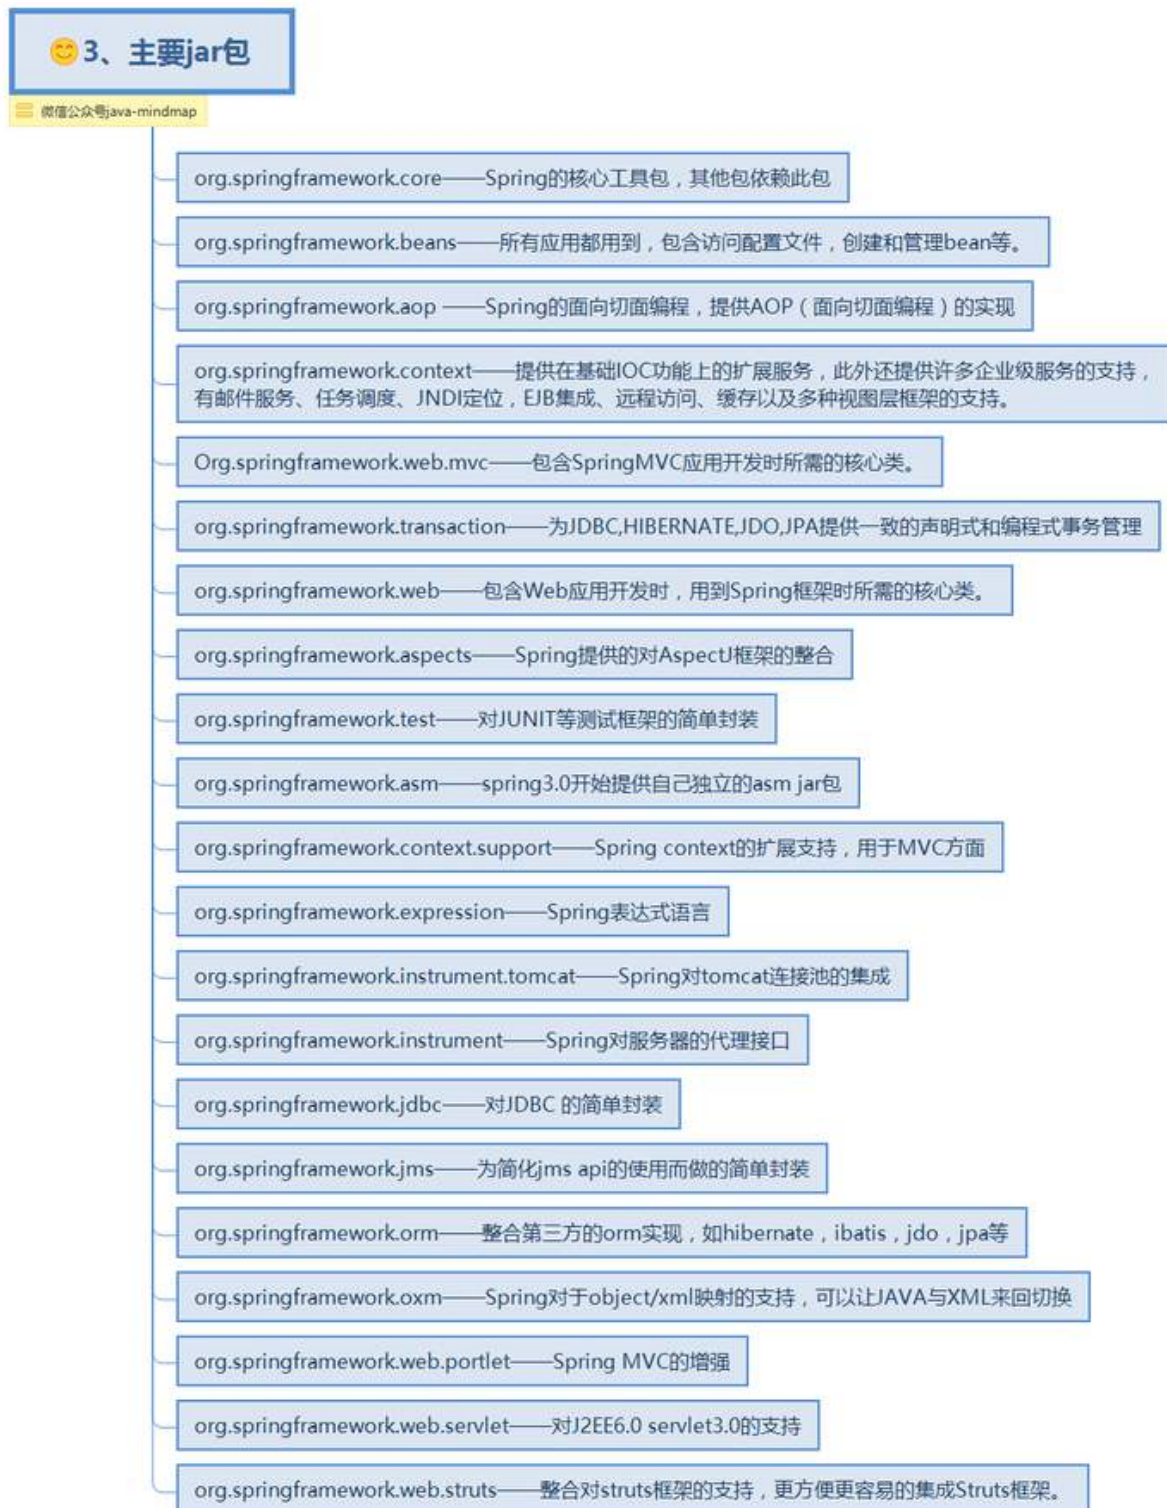 😊3、主要jar包
微信公众号java-mindmap
org.springframework.core——Spring的核心工具包，其他包依赖此包
org.springframework.beans——所有应用都用到，包含访问配置文件，创建和管理bean等。
org.springframework.aop ——Spring的面向切面编程，提供AOP（面向切面编程）的实现
org.springframework.context——提供在基础IOC功能上的扩展服务，此外还提供许多企业级服务的支持，
有邮件服务、任务调度、JNDI定位，EJB集成、远程访问、缓存以及多种视图层框架的支持。
Org.springframework.web.mvc——包含SpringMVC应用开发时所需的核心类。
org.springframework.transaction——为JDBC,HIBERNATE,JDO,JPA提供一致的声明式和编程式事务管理
org.springframework.web——包含Web应用开发时，用到Spring框架时所需的核心类。
org.springframework.aspects——Spring提供的对AspectJ框架的整合
org.springframework.test——对JUNIT等测试框架的简单封装
org.springframework.asm——spring3.0开始提供自己独立的asm jar包
org.springframework.context.support——Spring context的扩展支持，用于MVC方面
org.springframework.expression——Spring表达式语言
org.springframework.instrument.tomcat——Spring对tomcat连接池的集成
org.springframework.instrument——Spring对服务器的代理接口
org.springframework.jdbc——对JDBC 的简单封装
org.springframework.jms——为简化jms api的使用而做的简单封装
org.springframework.orm——整合第三方的orm实现，如hibernate，ibatis，jdo，jpa等
org.springframework.oxm——Spring对于object/xml映射的支持，可以让JAVA与XML来回切换
org.springframework.web.portlet——Spring MVC的增强
org.springframework.web.servlet——对J2EE6.0 servlet3.0的支持
org.springframework.web.struts——整合对struts框架的支持，更方便更容易的集成Struts框架。